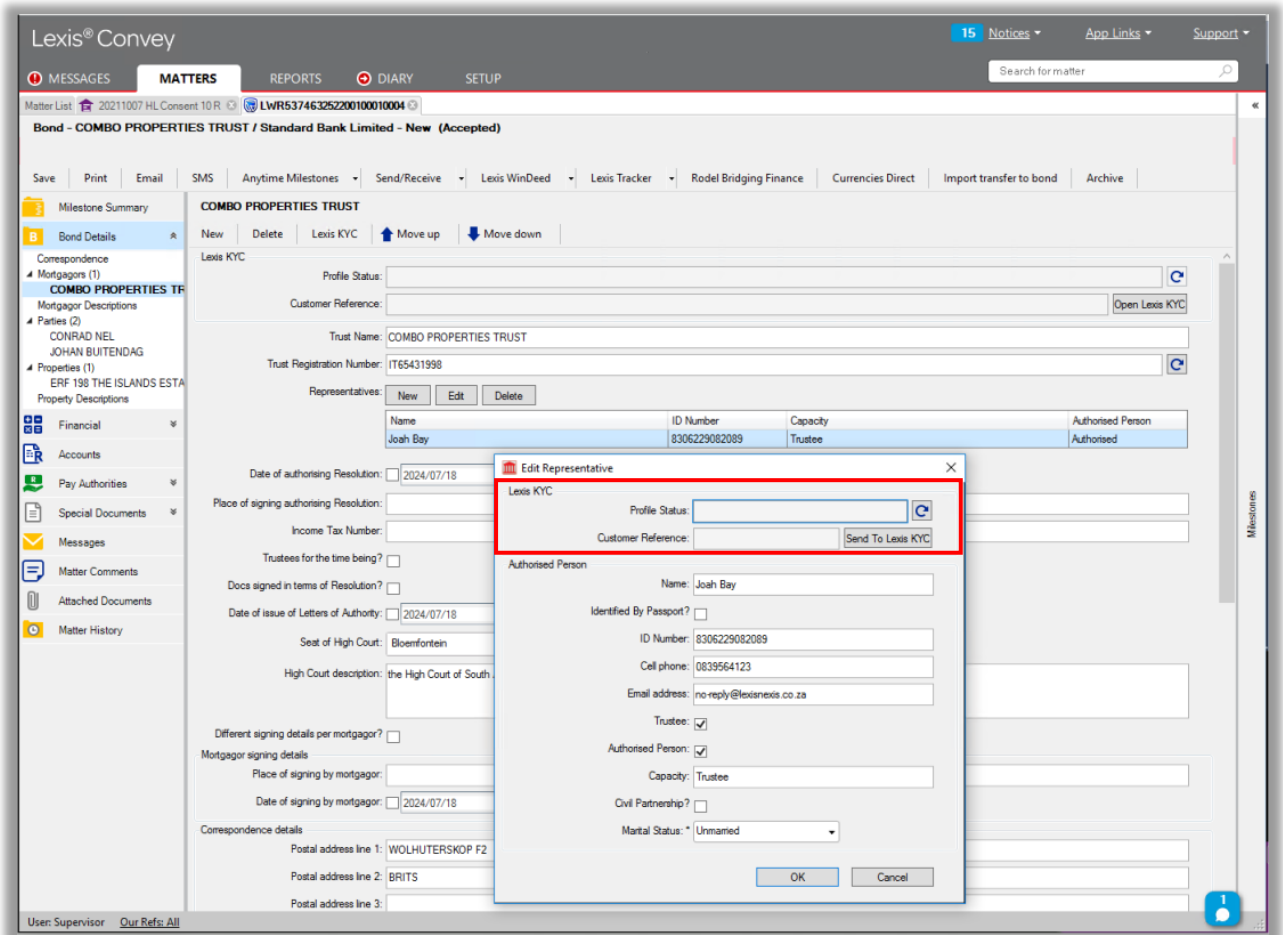 Lexis® Convey
15 Notices App Links Support
MESSAGES MATTERS REPORTS DIARY SETUP
Search for matter
Matter List 20211007 HL Consent 10 R LWR537463252200100010004
Bond - COMBO PROPERTIES TRUST / Standard Bank Limited - New (Accepted)
Save Print Email SMS Anytime Milestones Send/Receive Lexis WinDeed Lexis Tracker Rodel Bridging Finance Currencies Direct Import transfer to bond Archive
Milestone Summary
B Bond Details
Correspondence
Mortgagors (1)
COMBO PROPERTIES TR
Mortgagor Descriptions
Parties (2)
CONRAD NEL
JOHAN BUITENDAG
Properties (1)
ERF 198 THE ISLANDS ESTA
Property Descriptions
Financial
Accounts
Pay Authorities
Special Documents
Messages
Matter Comments
Attached Documents
Matter History
COMBO PROPERTIES TRUST
New Delete Lexis KYC Move up Move down
Lexis KYC
Profile Status:
Customer Reference: Open Lexis KYC
Trust Name: COMBO PROPERTIES TRUST
Trust Registration Number: IT65431998
Representatives: New Edit Delete
Name ID Number Capacity Authorised Person
Joah Bay 8306229082089 Trustee Authorised
Date of authorising Resolution: 2024/07/18
Place of signing authorising Resolution:
Income Tax Number:
Trustees for the time being?
Docs signed in terms of Resolution?
Date of issue of Letters of Authority: 2024/07/18
Seat of High Court: Bloemfontein
High Court description: the High Court of South
Different signing details per mortgagor?
Mortgagor signing details
Place of signing by mortgagor:
Date of signing by mortgagor: 2024/07/18
Correspondence details
Postal address line 1: WOLHUTERSKOP F2
Postal address line 2: BRITS
Postal address line 3:
Edit Representative
Lexis KYC
Profile Status:
Customer Reference: Send To Lexis KYC
Authorised Person
Name: Joah Bay
Identified By Passport?
ID Number: 8306229082089
Cell phone: 0839564123
Email address: no-reply@lexisnexis.co.za
Trustee:
Authorised Person:
Capacity: Trustee
Civil Partnership?
Marital Status: * Unmarried
OK Cancel
Milestones
1
User: Supervisor Our Refs: All